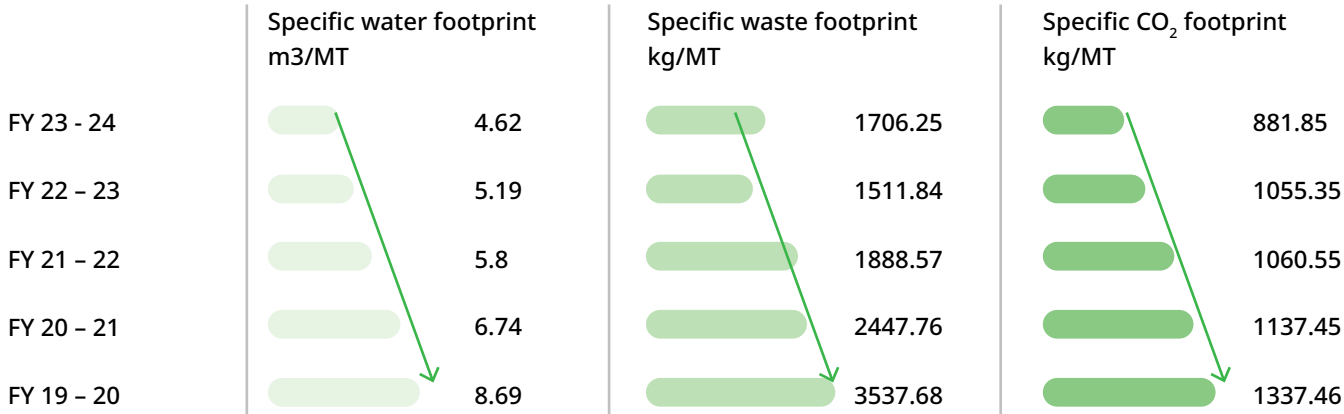 Specific water footprint
m3/MT
Specific waste footprint
kg/MT
Specific CO₂ footprint
kg/MT
FY 23 - 24 4.62 1706.25 881.85
FY 22 – 23 5.19 1511.84 1055.35
FY 21 – 22 5.8 1888.57 1060.55
FY 20 – 21 6.74 2447.76 1137.45
FY 19 – 20 8.69 3537.68 1337.46